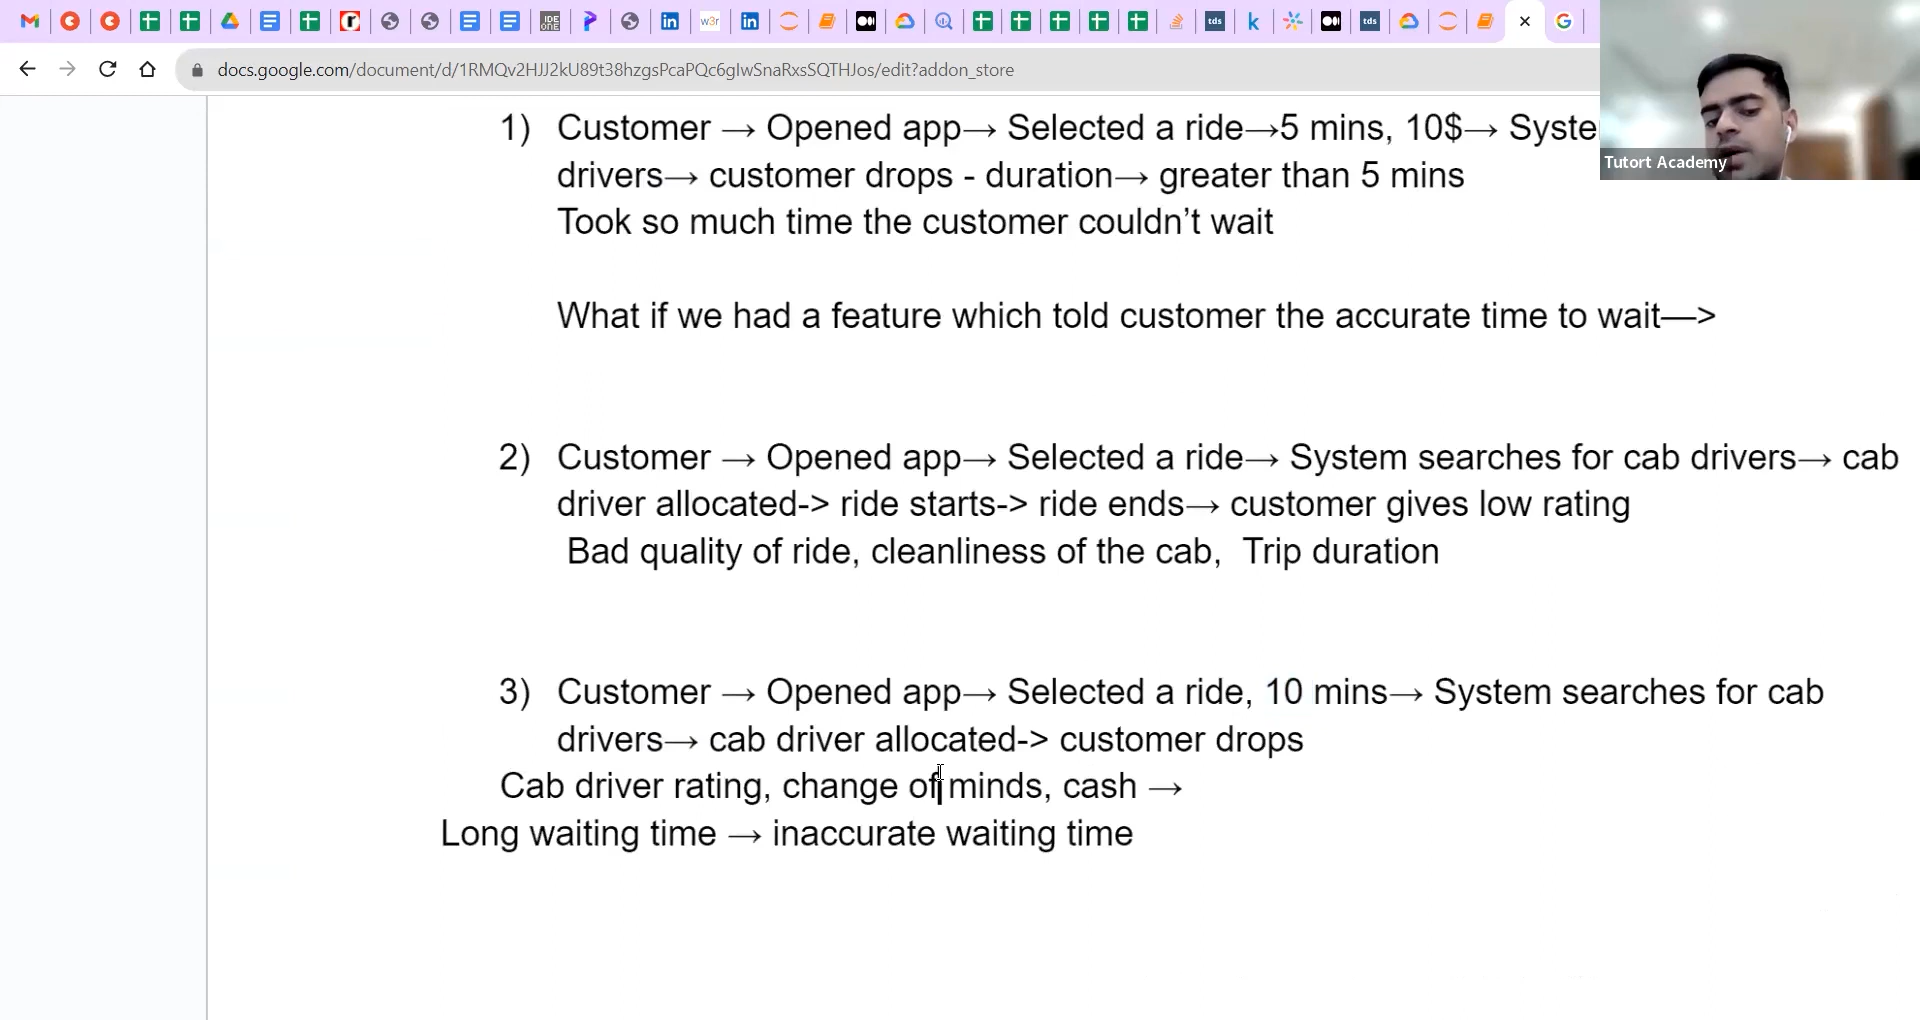 docs.google.com/document/d/1RMQv2HJJ2kU89t38hzgsPcaPQc6glwSnaRxsSQTHJos/edit?addon_store
1) Customer → Opened app→ Selected a ride→5 mins, 10$→ Syste
drivers→ customer drops - duration→ greater than 5 mins
Took so much time the customer couldn’t wait
Tutort Academy
What if we had a feature which told customer the accurate time to wait—>
2) Customer → Opened app→ Selected a ride→ System searches for cab drivers→ cab
driver allocated-> ride starts-> ride ends→ customer gives low rating
Bad quality of ride, cleanliness of the cab, Trip duration
3) Customer → Opened app→ Selected a ride, 10 mins→ System searches for cab
drivers→ cab driver allocated-> customer drops
Cab driver rating, change of minds, cash →
Long waiting time → inaccurate waiting time